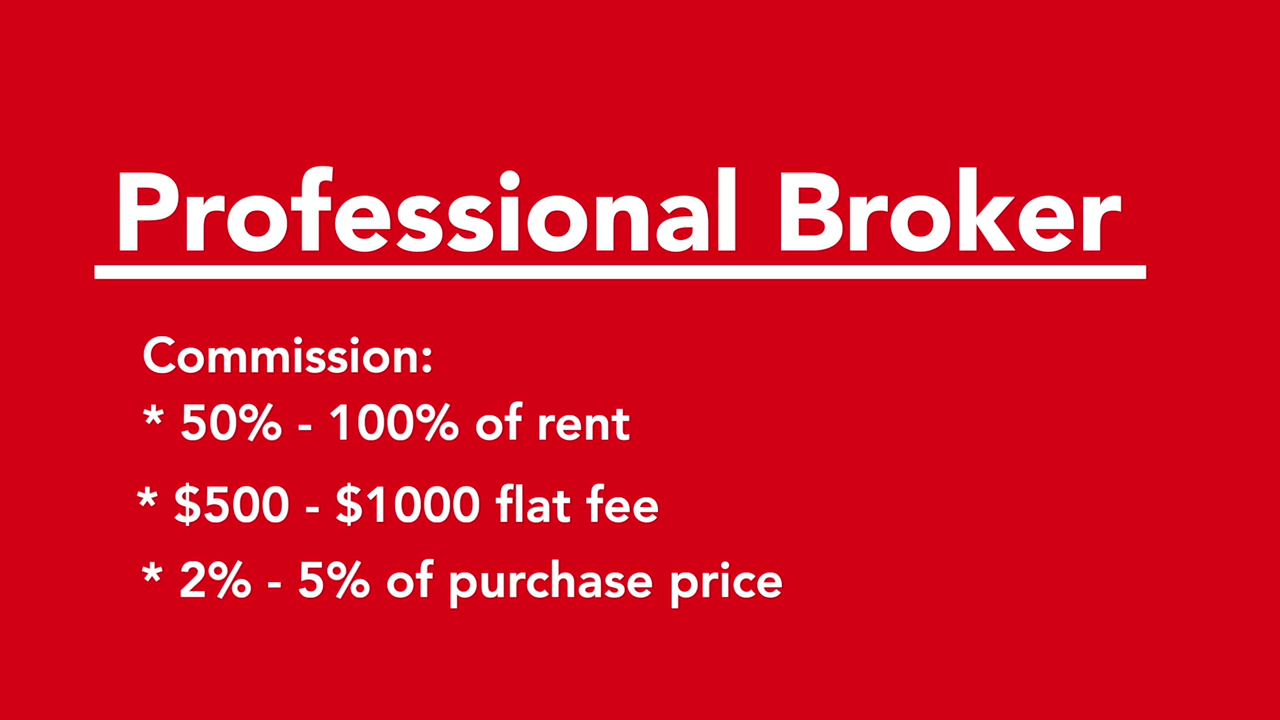 Professional Broker
Commission:
* 50% - 100% of rent
* $500 - $1000 flat fee
* 2% - 5% of purchase price